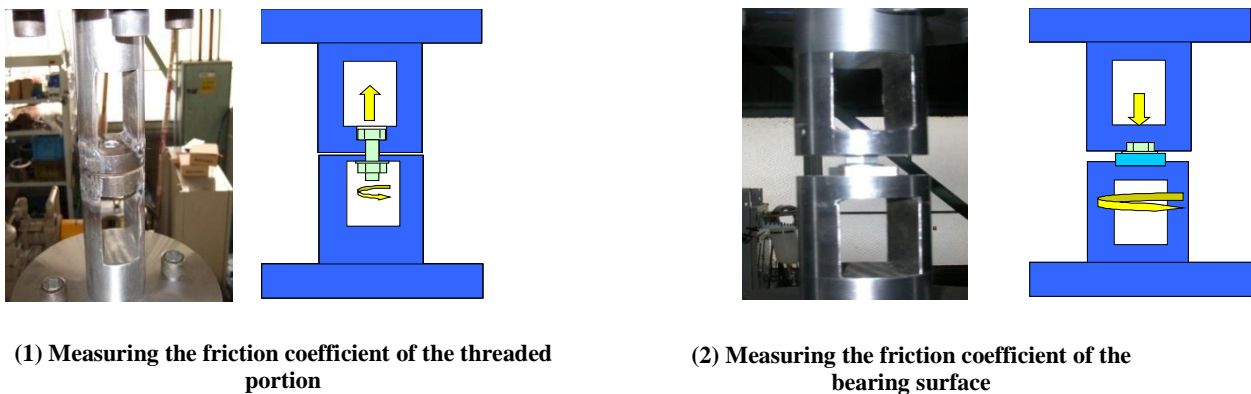 (1) Measuring the friction coefficient of the threaded
portion
(2) Measuring the friction coefficient of the
bearing surface